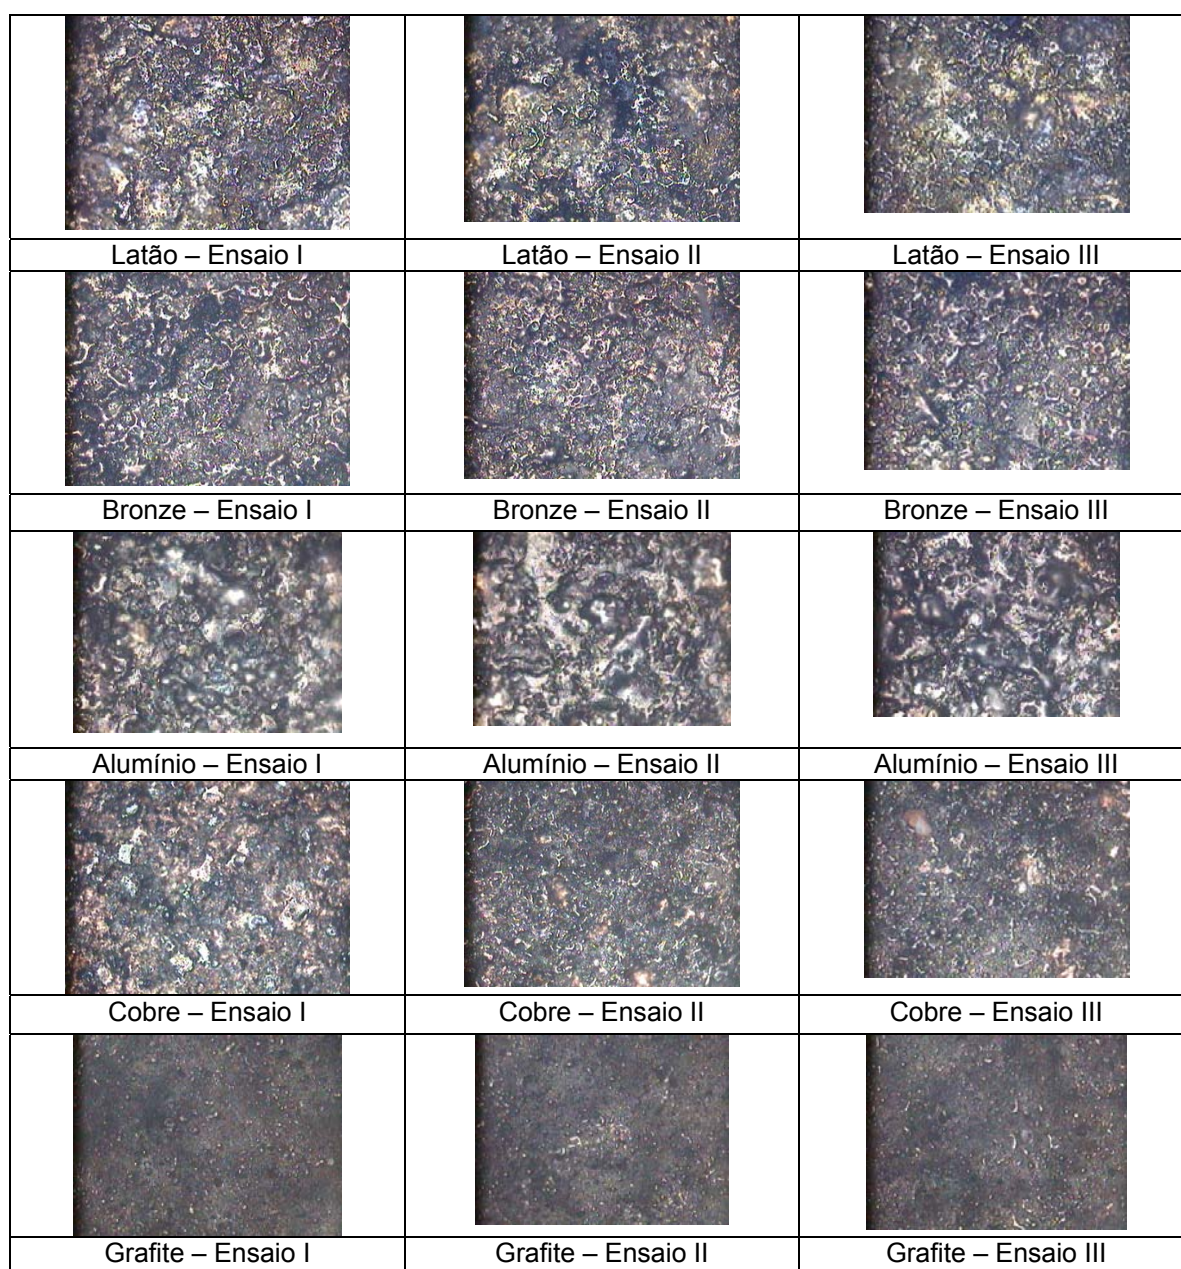 Latão – Ensaio I
Latão – Ensaio II
Latão – Ensaio III
Bronze – Ensaio I
Bronze – Ensaio II
Bronze – Ensaio III
Alumínio – Ensaio I
Alumínio – Ensaio II
Alumínio – Ensaio III
Cobre – Ensaio I
Cobre – Ensaio II
Cobre – Ensaio III
Grafite – Ensaio I
Grafite – Ensaio II
Grafite – Ensaio III